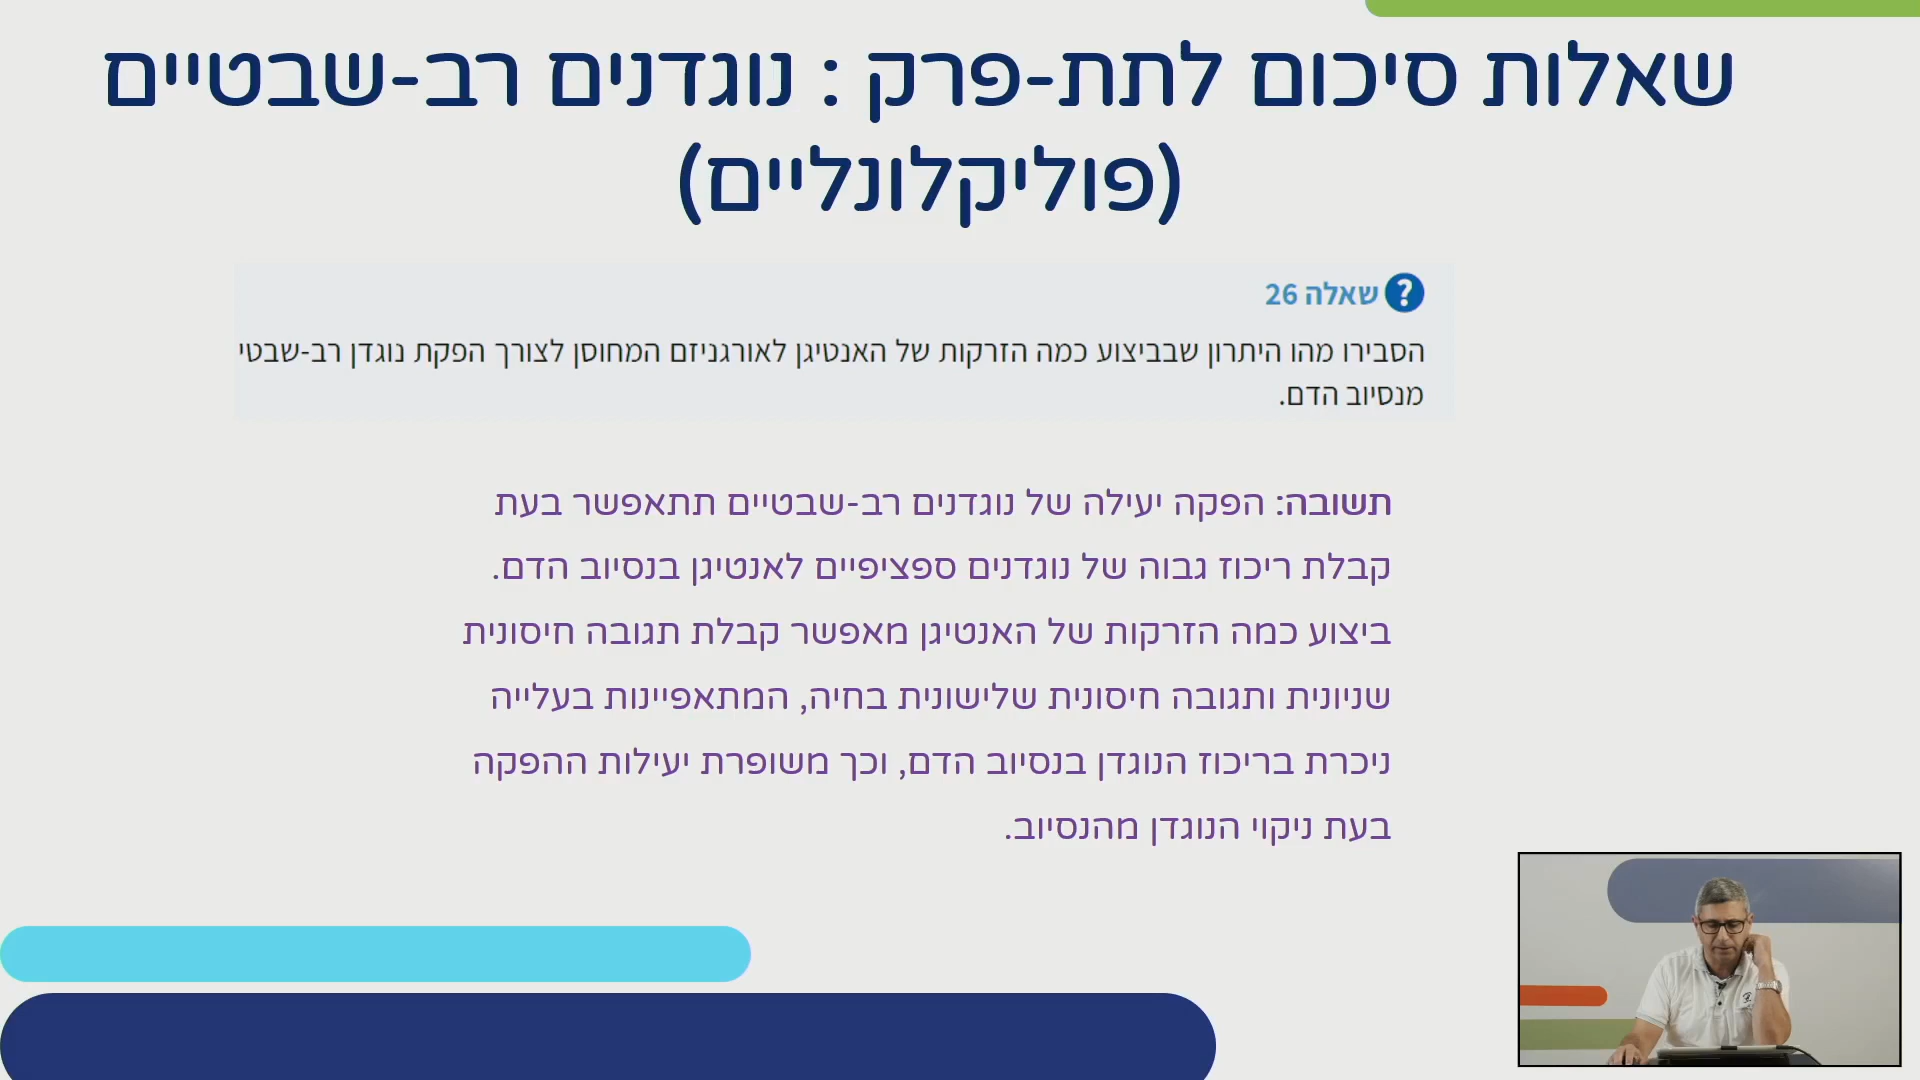 שאלות סיכום לתת-פרק : נוגדנים רב-שבטיים
(פוליקלונליים)
? שאלה 26
הסבירו מהו היתרון שבביצוע כמה הזרקות של האנטיגן לאורגניזם המחוסן לצורך הפקת נוגדן רב-שבטי
מנסיוב הדם.
תשובה: הפקה יעילה של נוגדנים רב-שבטיים תתאפשר בעת
קבלת ריכוז גבוה של נוגדנים ספציפיים לאנטיגן בנסיוב הדם.
ביצוע כמה הזרקות של האנטיגן מאפשר קבלת תגובה חיסונית
שניונית ותגובה חיסונית שלישונית בחיה, המתאפיינות בעלייה
ניכרת בריכוז הנוגדן בנסיוב הדם, וכך משופרת יעילות ההפקה
בעת ניקוי הנוגדן מהנסיוב.